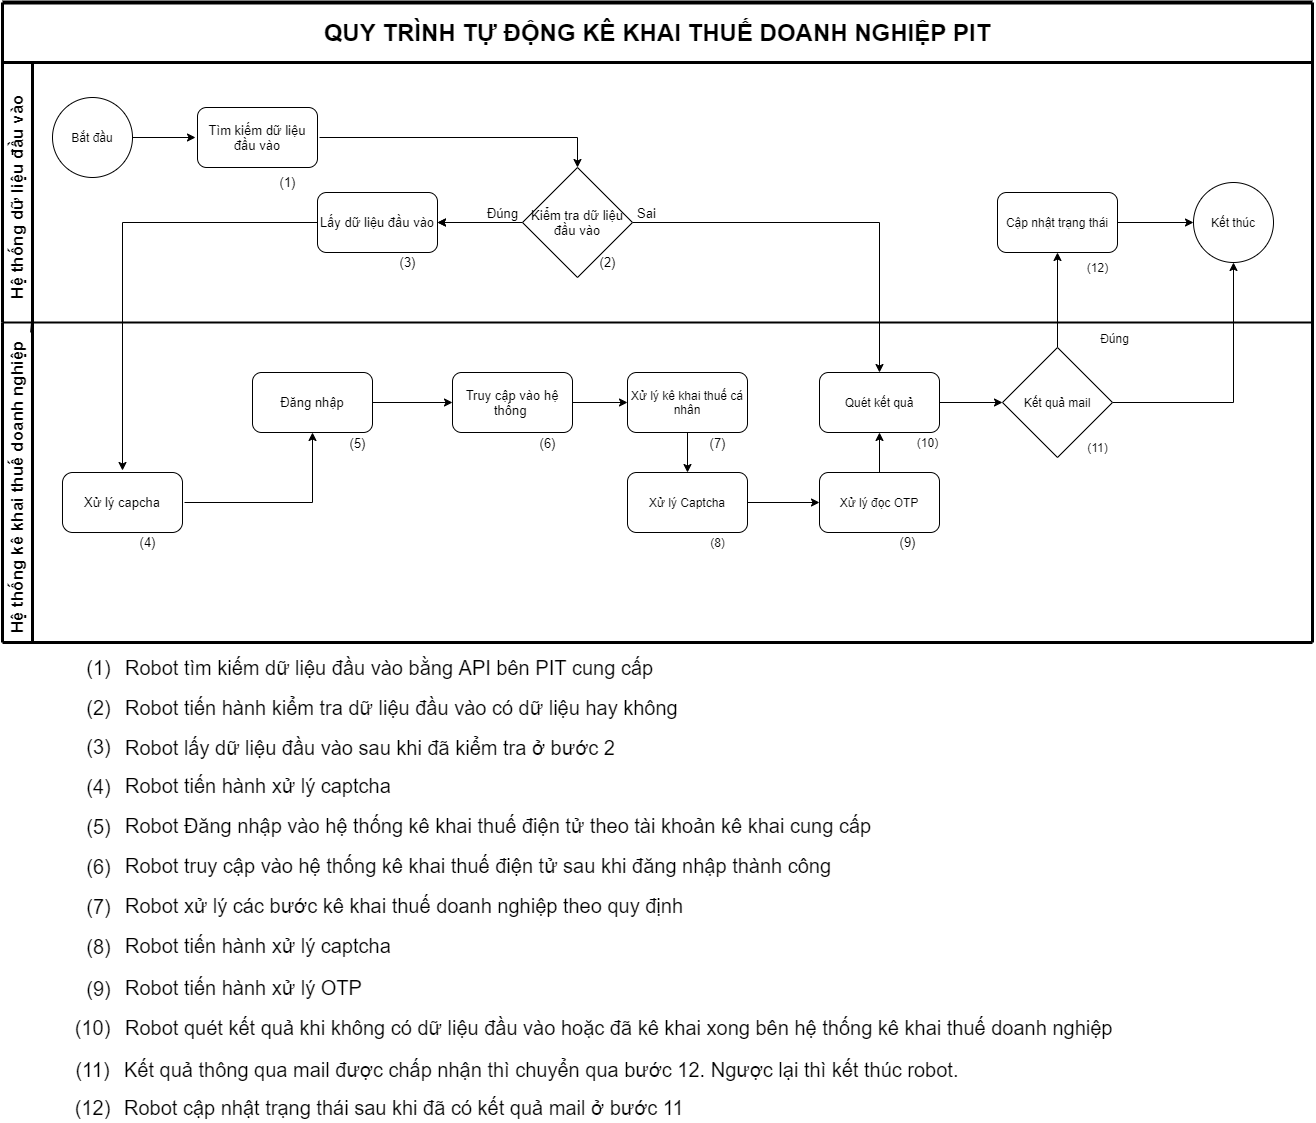 QUY TRÌNH TỰ ĐỘNG KÊ KHAI THUẾ DOANH NGHIỆP PIT
Hệ thống dữ liệu đầu vào
Bắt đầu
Tìm kiếm dữ liệu
đầu vào
(1)
Kiểm tra dữ liệu
đầu vào
(2)
Đúng
Sai
Lấy dữ liệu đầu vào
(3)
Cập nhật trạng thái
(12)
Kết thúc
Hệ thống kê khai thuế doanh nghiệp
Xử lý capcha
(4)
Đăng nhập
(5)
Truy cập vào hệ
thống
(6)
Xử lý kê khai thuế cá
nhân
(7)
Xử lý Captcha
(8)
Xử lý đọc OTP
(9)
Quét kết quả
(10)
Kết quả mail
(11)
Đúng
(1) Robot tìm kiếm dữ liệu đầu vào bằng API bên PIT cung cấp
(2) Robot tiến hành kiểm tra dữ liệu đầu vào có dữ liệu hay không
(3) Robot lấy dữ liệu đầu vào sau khi đã kiểm tra ở bước 2
(4) Robot tiến hành xử lý captcha
(5) Robot Đăng nhập vào hệ thống kê khai thuế điện tử theo tài khoản kê khai cung cấp
(6) Robot truy cập vào hệ thống kê khai thuế điện tử sau khi đăng nhập thành công
(7) Robot xử lý các bước kê khai thuế doanh nghiệp theo quy định
(8) Robot tiến hành xử lý captcha
(9) Robot tiến hành xử lý OTP
(10) Robot quét kết quả khi không có dữ liệu đầu vào hoặc đã kê khai xong bên hệ thống kê khai thuế doanh nghiệp
(11) Kết quả thông qua mail được chấp nhận thì chuyển qua bước 12. Ngược lại thì kết thúc robot.
(12) Robot cập nhật trạng thái sau khi đã có kết quả mail ở bước 11